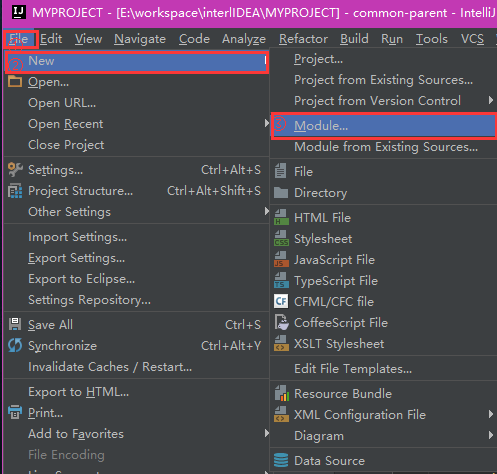 MYPROJECT - [E:\workspace\interlIDEA\MYPROJECT] - common-parent - IntelliJ
File Edit View Navigate Code Analyze Refactor Build Run Tools VCS
New
Open...
Open URL...
Open Recent
Close Project
Settings... Ctrl+Alt+S
Project Structure... Ctrl+Alt+Shift+S
Other Settings
Import Settings...
Export Settings...
Export to Eclipse...
Settings Repository...
Save All Ctrl+S
Synchronize Ctrl+Alt+Y
Invalidate Caches / Restart...
Export to HTML...
Print...
Add to Favorites
File Encoding
Project...
Project from Existing Sources...
Project from Version Control
Module...
Module from Existing Sources...
File
Directory
HTML File
Stylesheet
JavaScript File
TypeScript File
CFML/CFC file
CoffeeScript File
XSLT Stylesheet
Edit File Templates...
Resource Bundle
XML Configuration File
Diagram
Data Source